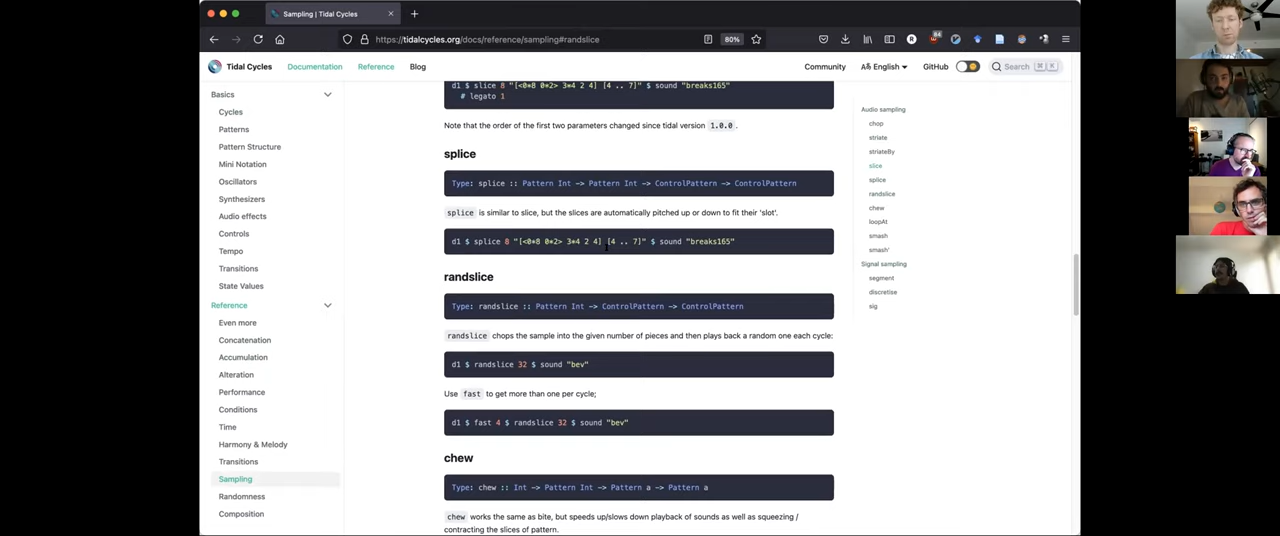 Sampling | Tidal Cycles
https://tidalcycles.org/docs/reference/sampling#randslice
80%
64
Tidal Cycles
Documentation
Reference
Blog
Community
English
GitHub
Search
Basics
Cycles
Patterns
Pattern Structure
Mini Notation
Oscillators
Synthesizers
Audio effects
Controls
Tempo
Transitions
State Values
Reference
Even more
Concatenation
Accumulation
Alteration
Performance
Conditions
Time
Harmony & Melody
Transitions
Sampling
Randomness
Composition
d1 $ slice 8 "[<0*8 0*2> 3*4 2 4] [4 .. 7]" $ sound "breaks165"
# legato 1
Note that the order of the first two parameters changed since tidal version 1.0.0.
splice
Type: splice :: Pattern Int -> Pattern Int -> ControlPattern -> ControlPattern
splice is similar to slice, but the slices are automatically pitched up or down to fit their 'slot'.
d1 $ splice 8 "[<0*8 0*2> 3*4 2 4] [4 .. 7]" $ sound "breaks165"
randslice
Type: randslice :: Pattern Int -> ControlPattern -> ControlPattern
randslice chops the sample into the given number of pieces and then plays back a random one each cycle:
d1 $ randslice 32 $ sound "bev"
Use fast to get more than one per cycle;
d1 $ fast 4 $ randslice 32 $ sound "bev"
chew
Type: chew :: Int -> Pattern Int -> Pattern a -> Pattern a
chew works the same as bite, but speeds up/slows down playback of sounds as well as squeezing /
contracting the slices of pattern.
Audio sampling
chop
striate
striateBy
slice
splice
randslice
chew
loopAt
smash
smash'
Signal sampling
segment
discretise
sig